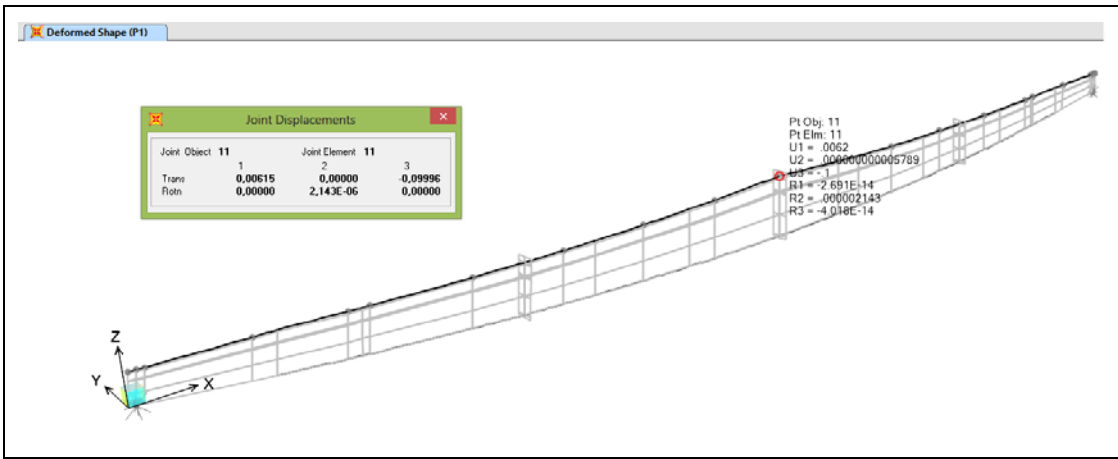 Deformed Shape (P1)
Joint Displacements
Joint Object 11 Joint Element 11
1 2 3
Trans 0,00615 0,00000 -0,09996
Rotn 0,00000 2,143E-06 0,00000
Pt Obj: 11
Pt Elm: 11
U1 = .0062
U2 = .000000000005789
U3 = -.1
R1 = -2.691E-14
R2 = .000002143
R3 = -4.018E-14
Z
Y
X